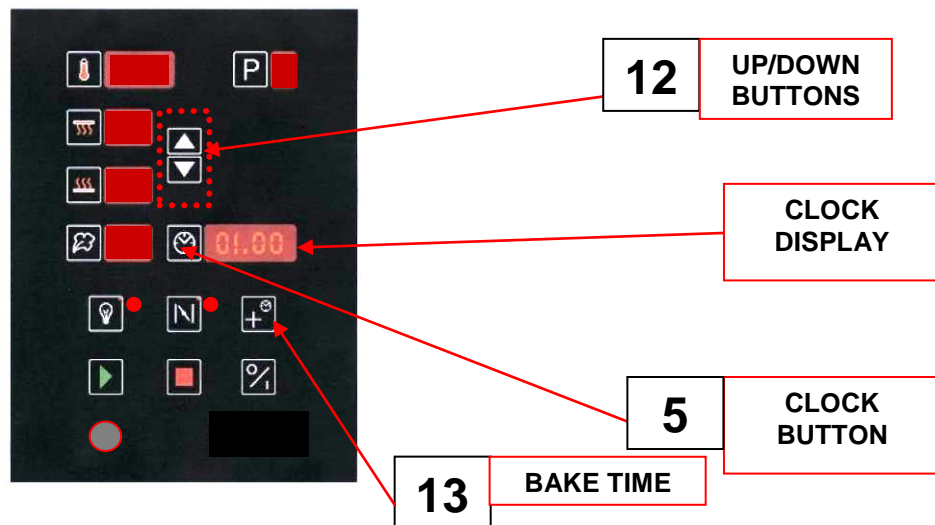 P
12
UP/DOWN
BUTTONS
CLOCK
DISPLAY
01.00
5
CLOCK
BUTTON
13
BAKE TIME